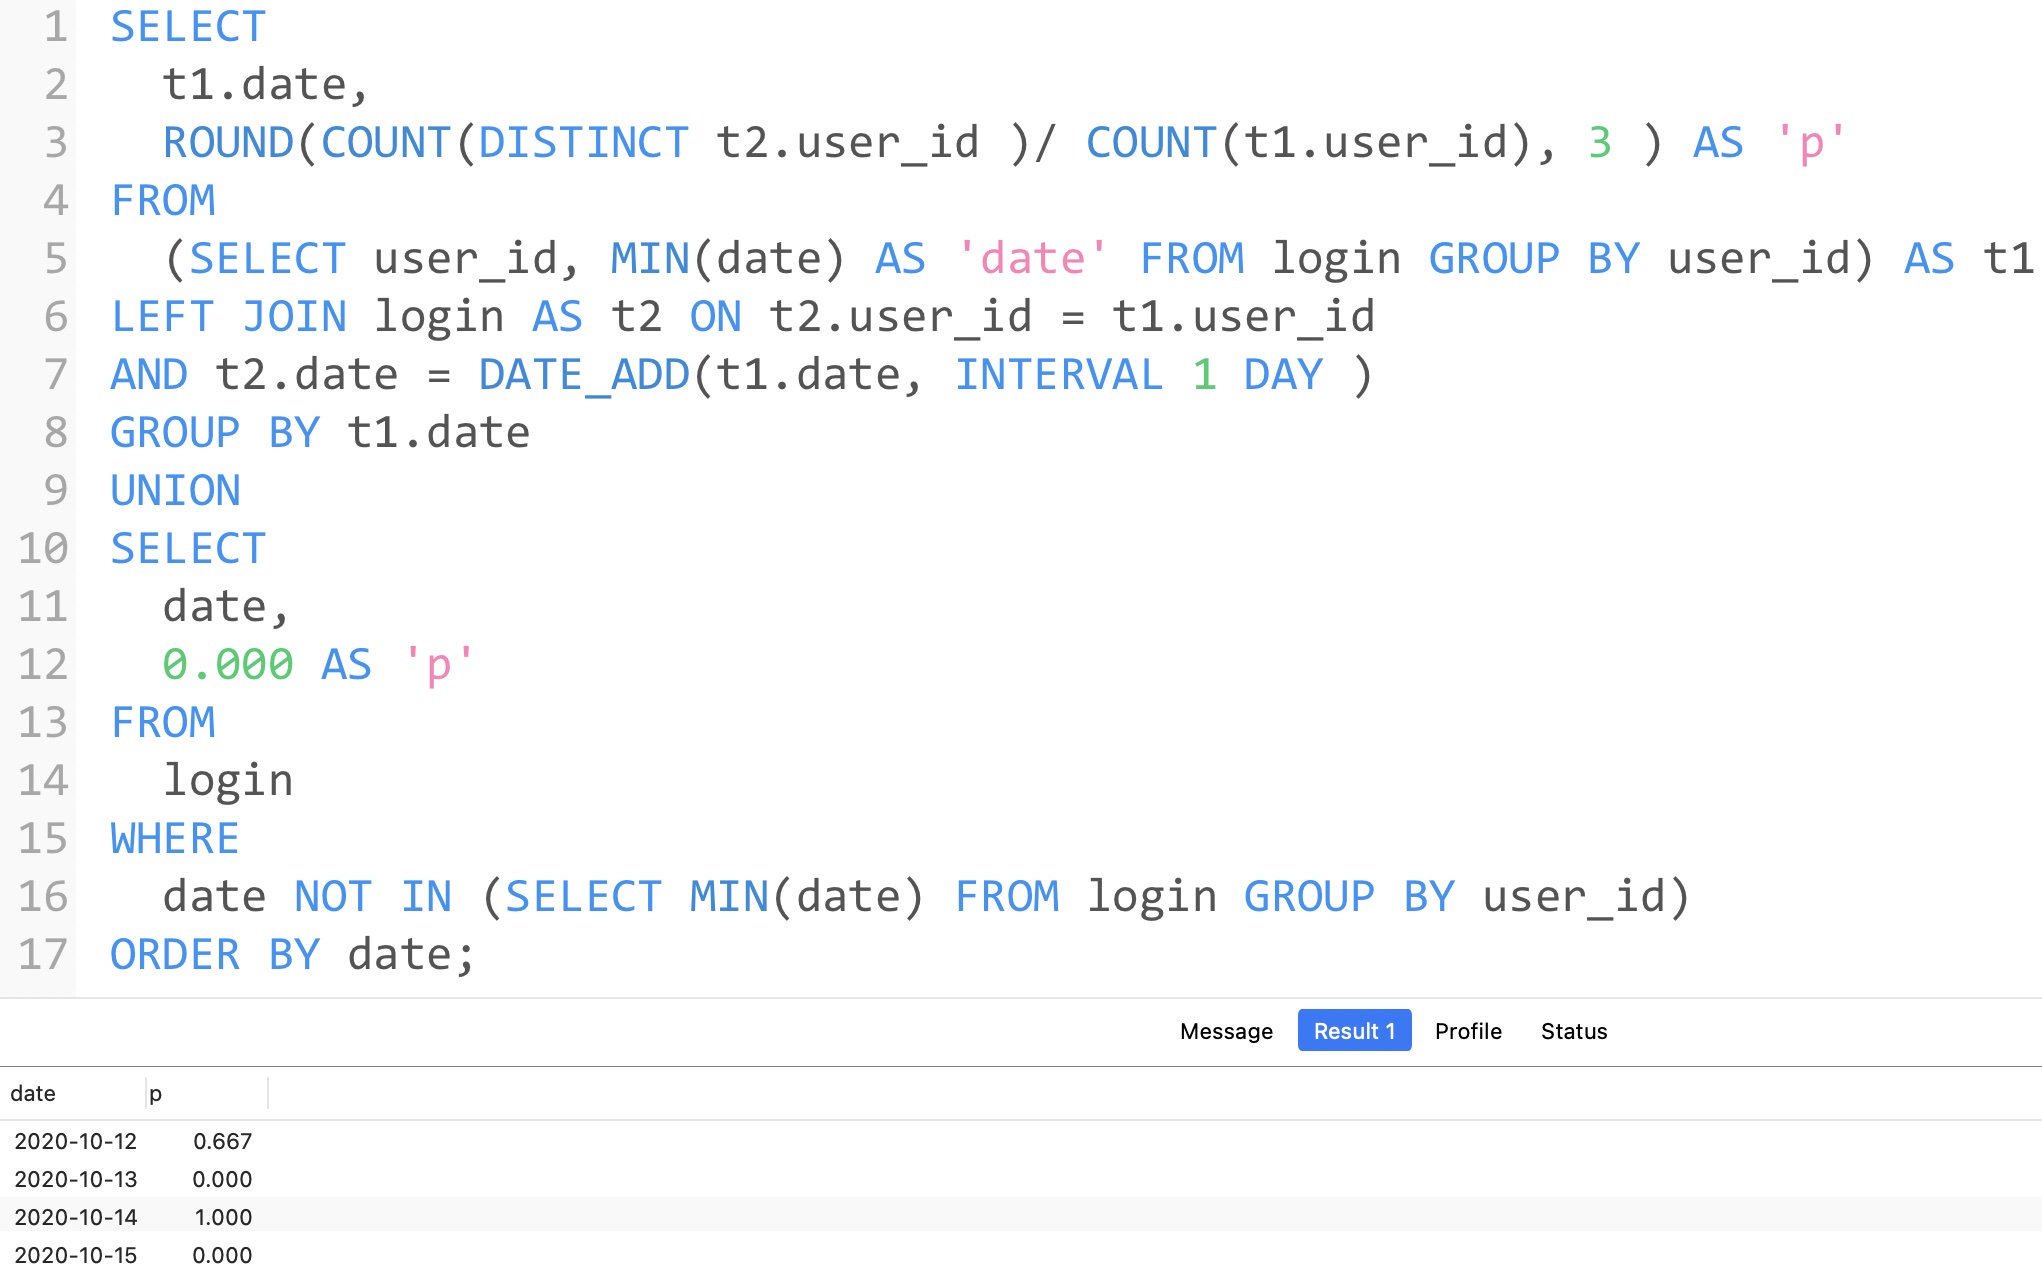 1 SELECT
2 t1.date,
3 ROUND(COUNT(DISTINCT t2.user_id )/ COUNT(t1.user_id), 3 ) AS 'p'
4 FROM
5 (SELECT user_id, MIN(date) AS 'date' FROM login GROUP BY user_id) AS t1
6 LEFT JOIN login AS t2 ON t2.user_id = t1.user_id
7 AND t2.date = DATE_ADD(t1.date, INTERVAL 1 DAY )
8 GROUP BY t1.date
9 UNION
10 SELECT
11 date,
12 0.000 AS 'p'
13 FROM
14 login
15 WHERE
16 date NOT IN (SELECT MIN(date) FROM login GROUP BY user_id)
17 ORDER BY date;
Message Result 1 Profile Status
date p
2020-10-12 0.667
2020-10-13 0.000
2020-10-14 1.000
2020-10-15 0.000